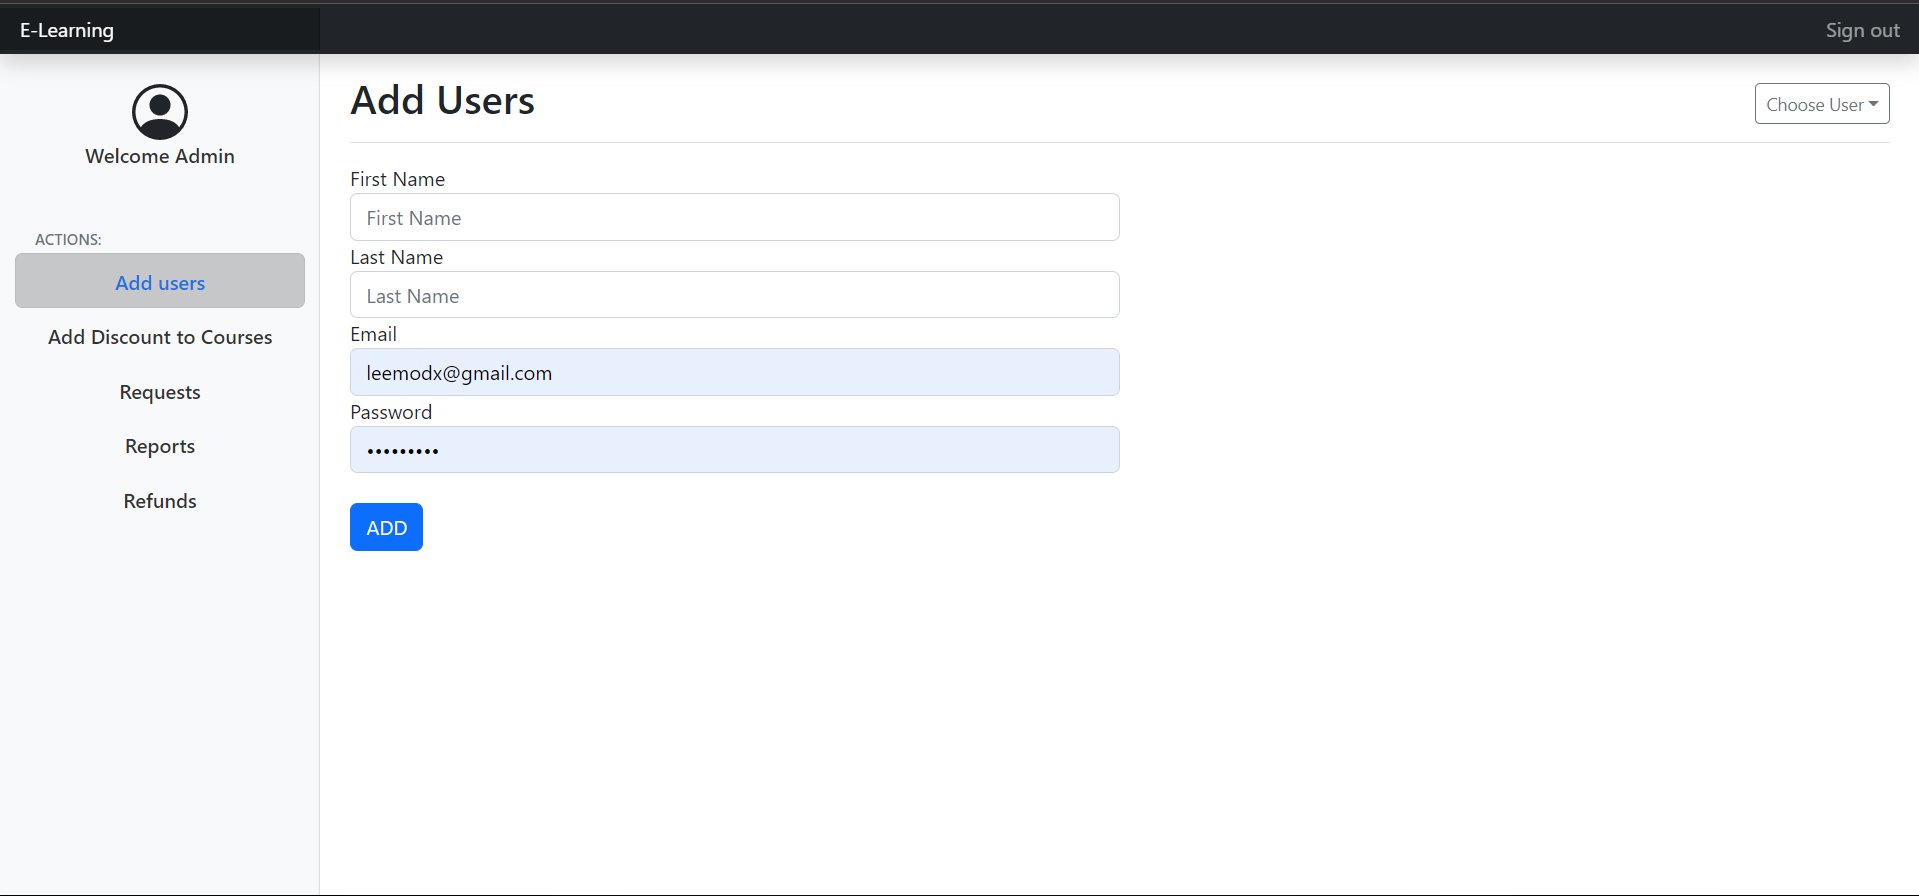 E-Learning
Sign out
Welcome Admin
ACTIONS:
Add users
Add Discount to Courses
Requests
Reports
Refunds
Add Users
Choose User
First Name
First Name
Last Name
Last Name
Email
leemodx@gmail.com
Password
•••••••••
ADD